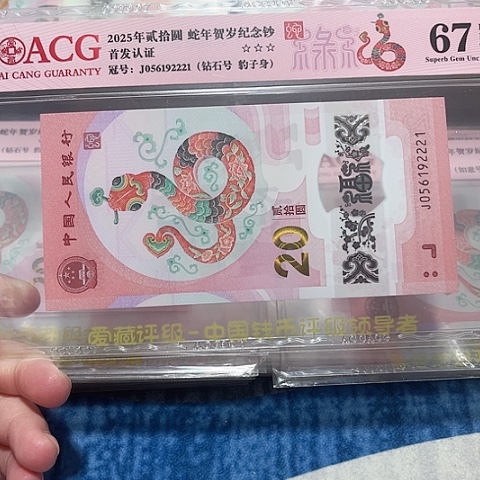 ACG
AI CANG GUARANTY
2025年贰拾圆 蛇年贺岁纪念钞
首发认证
☆☆☆
冠号：J056192221（钻石号 豹子身）
67
Superb Gem Unc
中国人民银行
贰拾圆
20
J056192221
爱藏评级-中国钱币评级领导者